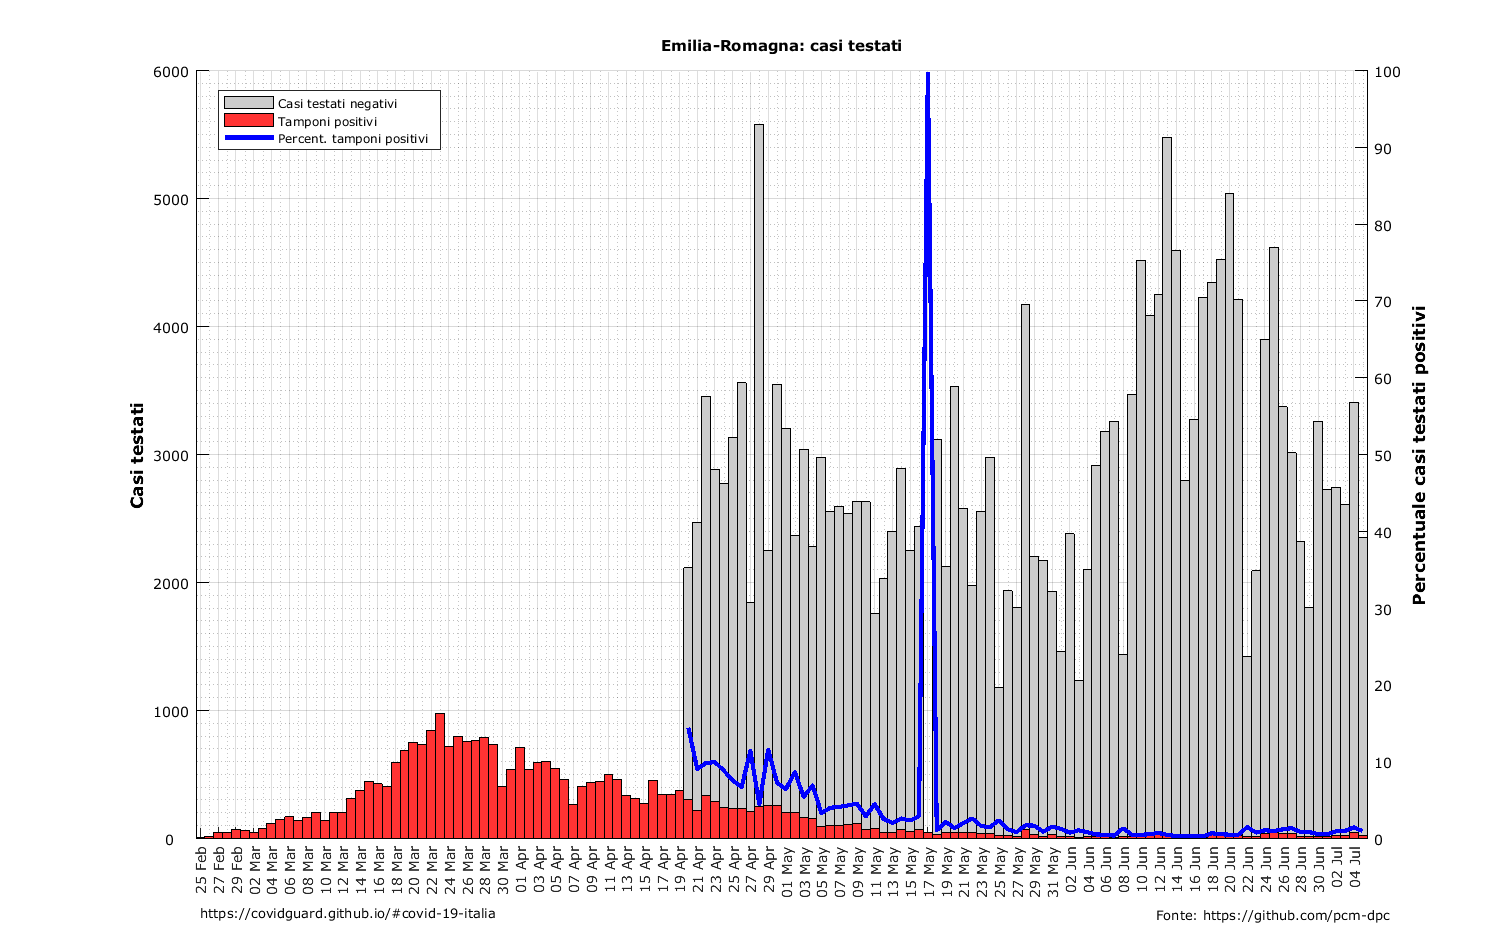 Emilia-Romagna: casi testati
Casi testati negativi
Tamponi positivi
Percent. tamponi positivi
6000
5000
4000
3000
2000
1000
0
Casi testati
100
90
80
70
60
50
40
30
20
10
0
Percentuale casi testati positivi
25 Feb
27 Feb
29 Feb
02 Mar
04 Mar
06 Mar
08 Mar
10 Mar
12 Mar
14 Mar
16 Mar
18 Mar
20 Mar
22 Mar
24 Mar
26 Mar
28 Mar
30 Mar
01 Apr
03 Apr
05 Apr
07 Apr
09 Apr
11 Apr
13 Apr
15 Apr
17 Apr
19 Apr
21 Apr
23 Apr
25 Apr
27 Apr
29 Apr
01 May
03 May
05 May
07 May
09 May
11 May
13 May
15 May
17 May
19 May
21 May
23 May
25 May
27 May
29 May
31 May
02 Jun
04 Jun
06 Jun
08 Jun
10 Jun
12 Jun
14 Jun
16 Jun
18 Jun
20 Jun
22 Jun
24 Jun
26 Jun
28 Jun
30 Jun
02 Jul
04 Jul
https://covidguard.github.io/#covid-19-italia
Fonte: https://github.com/pcm-dpc